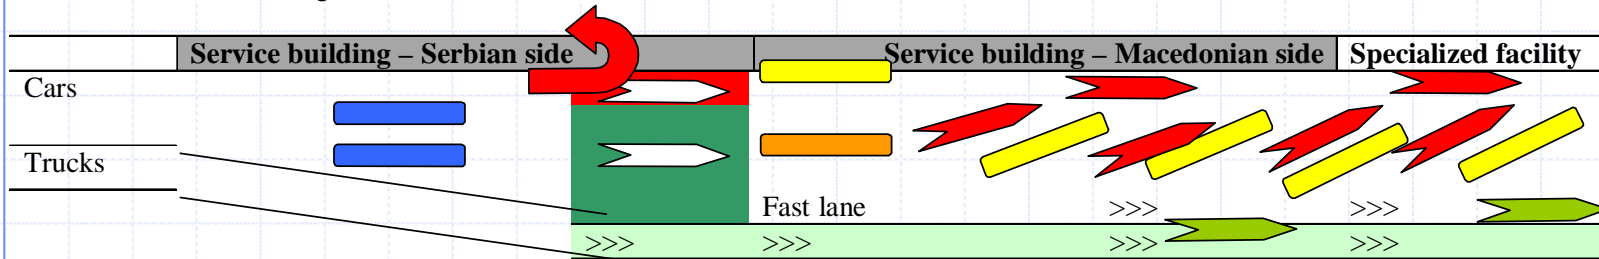 Service building – Serbian side Service building – Macedonian side Specialized facility
Cars
Trucks
Fast lane >>> >>>
>>> >>> >>> >>>